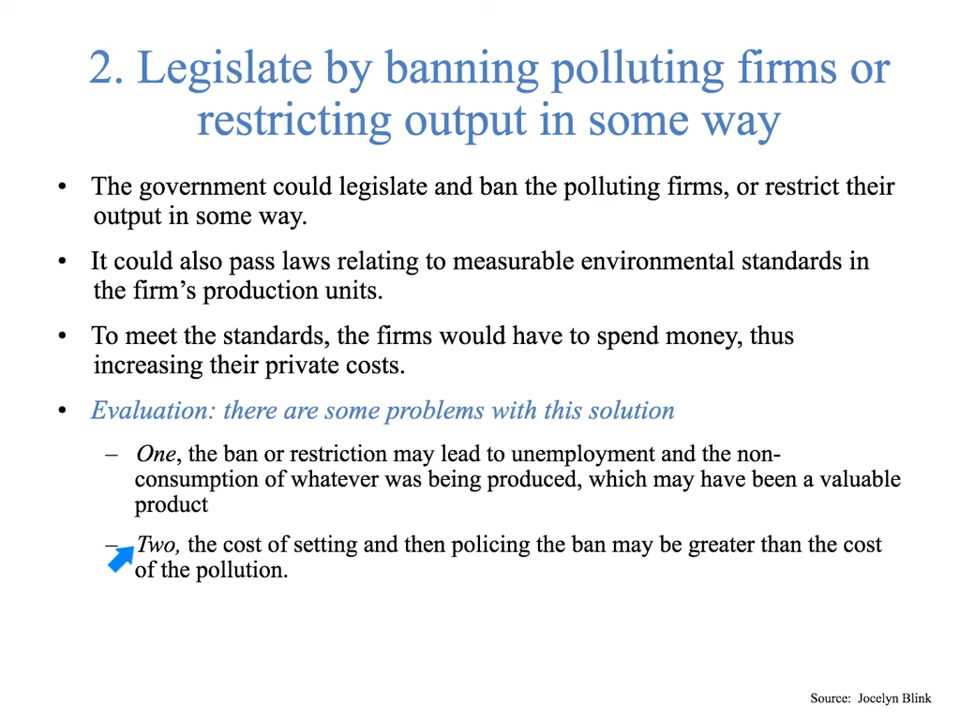 2. Legislate by banning polluting firms or
restricting output in some way
• The government could legislate and ban the polluting firms, or restrict their
output in some way.
• It could also pass laws relating to measurable environmental standards in
the firm’s production units.
• To meet the standards, the firms would have to spend money, thus
increasing their private costs.
• Evaluation: there are some problems with this solution
– One, the ban or restriction may lead to unemployment and the non-
consumption of whatever was being produced, which may have been a valuable
product
– Two, the cost of setting and then policing the ban may be greater than the cost
of the pollution.
Source: Jocelyn Blink